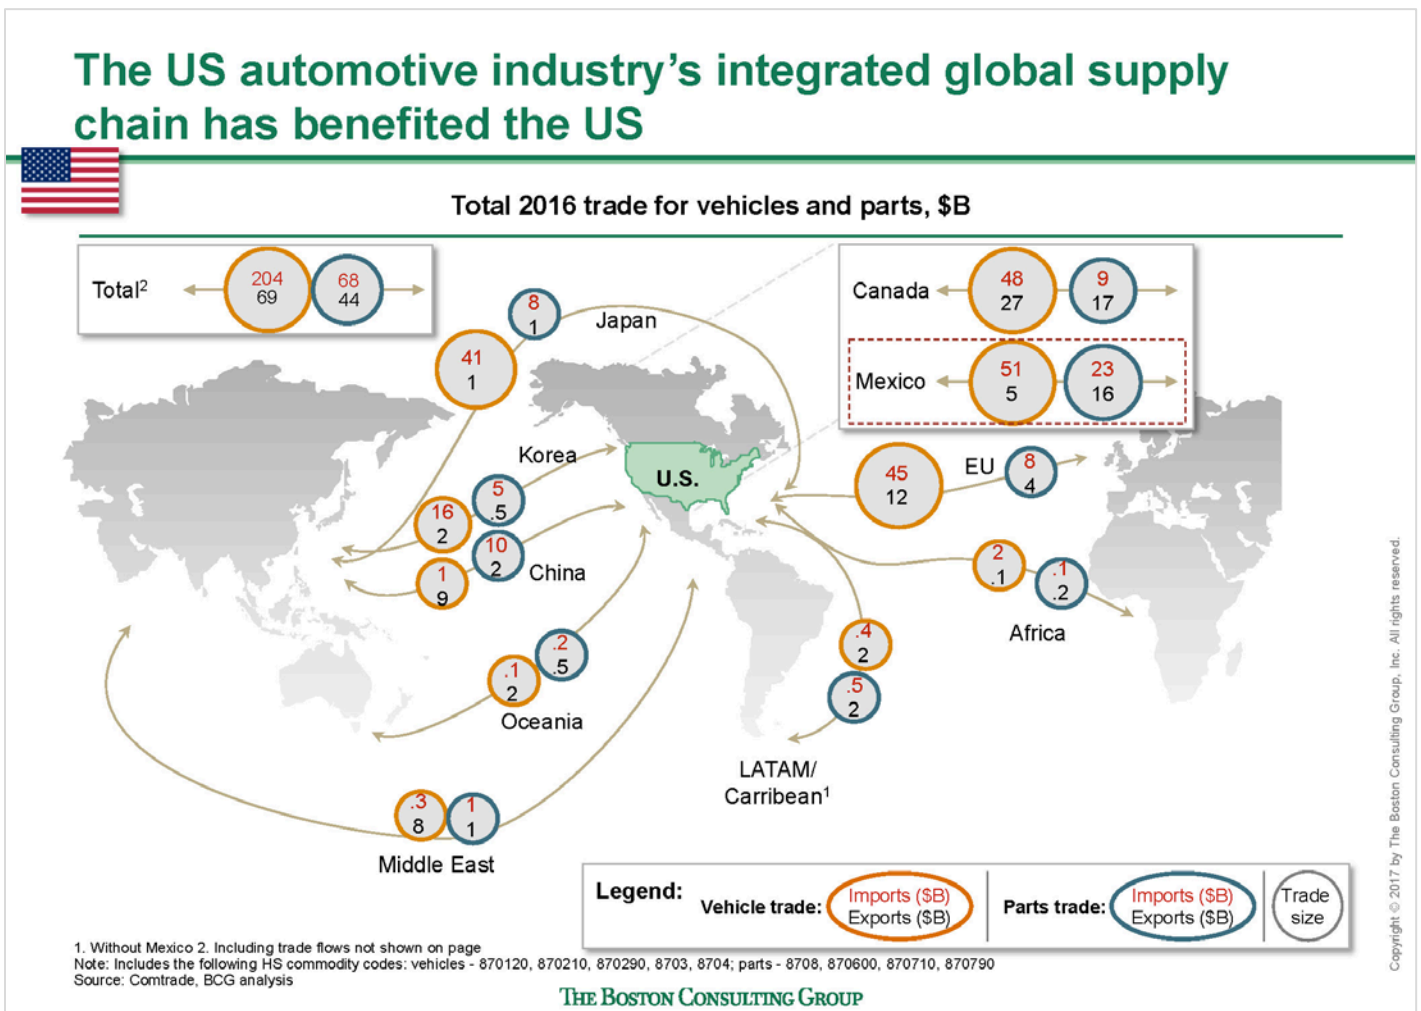 The US automotive industry's integrated global supply
chain has benefited the US
Total 2016 trade for vehicles and parts, $B
Total2
204
69
68
44
Canada
48
27
9
17
Mexico
51
5
23
16
Japan
8
1
41
1
Korea
5
.5
16
2
China
10
2
1
9
U.S.
EU
45
12
8
4
Africa
2
.1
.1
.2
Oceania
.1
2
.2
.5
LATAM/
Carribean1
.4
2
.5
2
Middle East
.3
8
1
1
Legend:
Vehicle trade:
Imports ($B)
Exports ($B)
Parts trade:
Imports ($B)
Exports ($B)
Trade
size
1. Without Mexico 2. Including trade flows not shown on page
Note: Includes the following HS commodity codes: vehicles - 870120, 870210, 870290, 8703, 8704; parts - 8708, 870600, 870710, 870790
Source: Comtrade, BCG analysis
THE BOSTON CONSULTING GROUP
Copyright © 2017 by The Boston Consulting Group, Inc. All rights reserved.